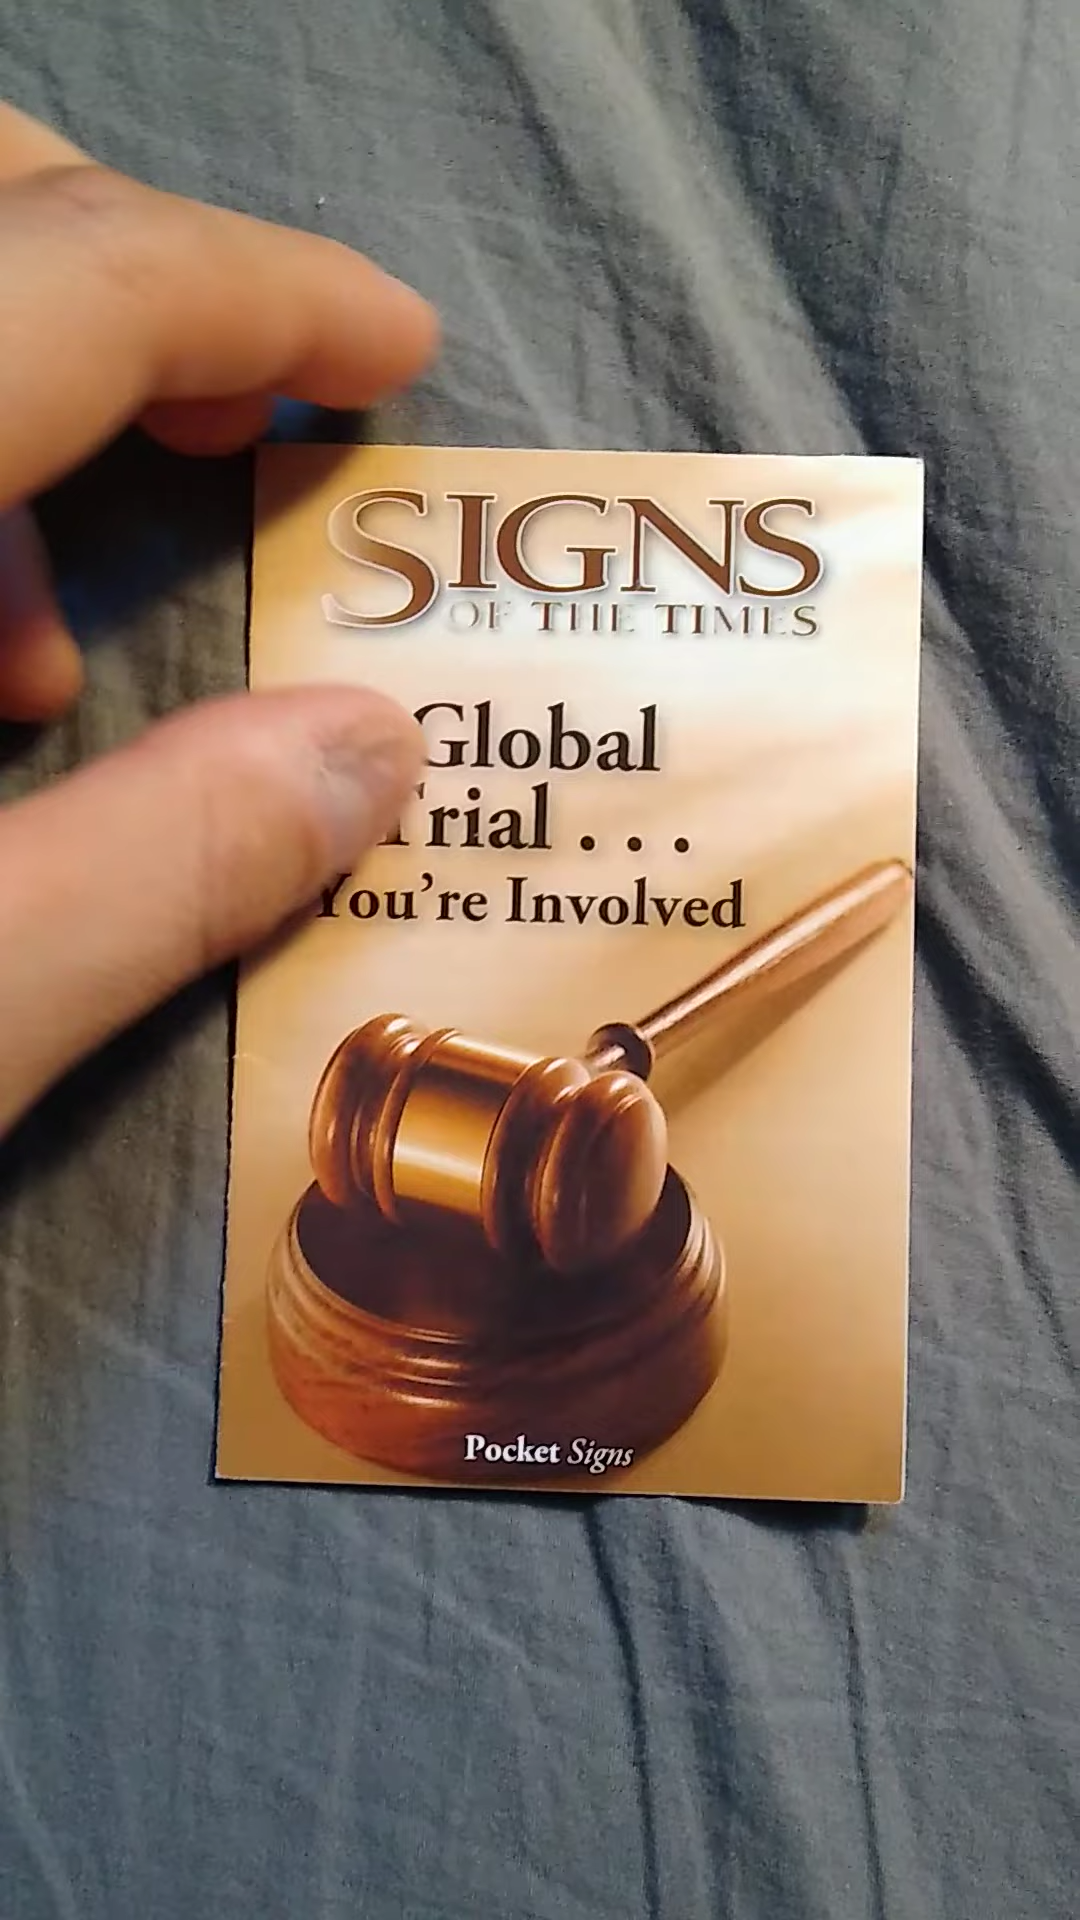 SIGNS
OF THE TIMES
Global
Trial . . .
You're Involved
Pocket Signs